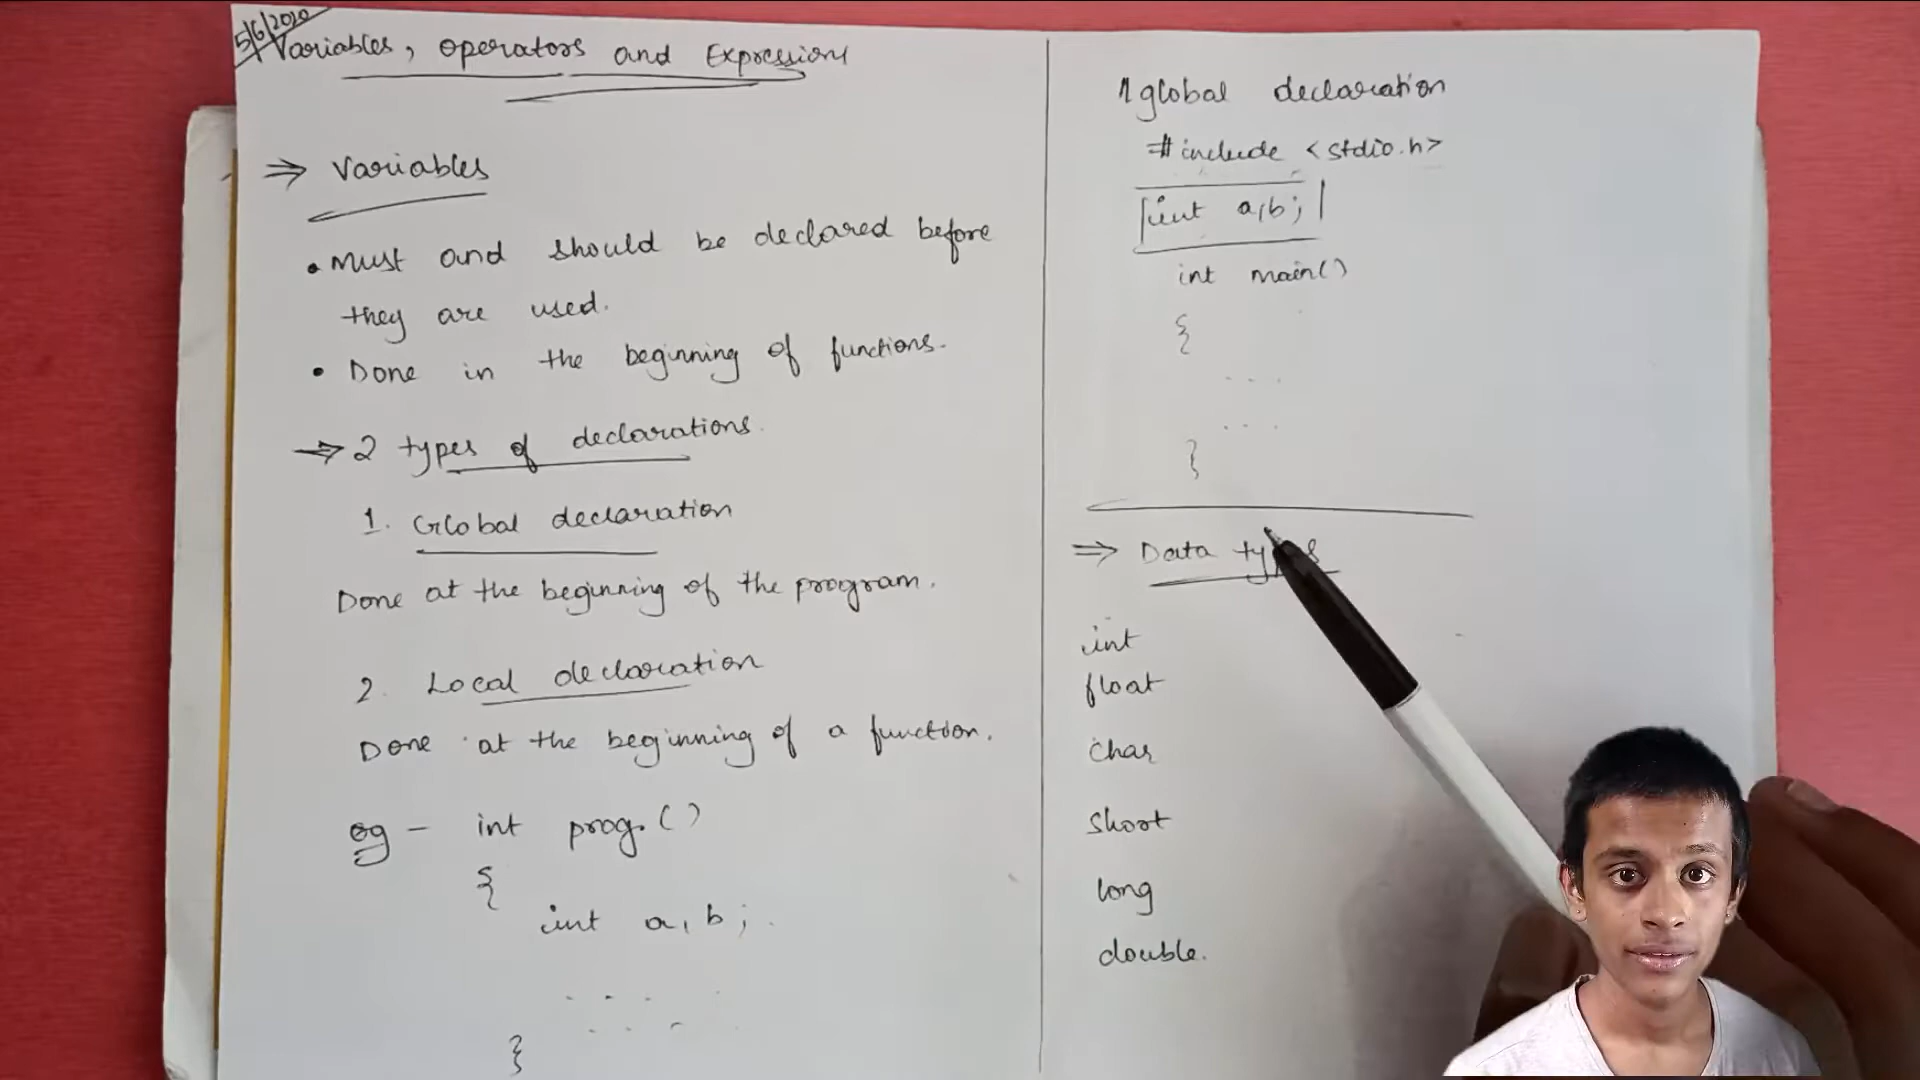 5/6/2020
Variables, operators and Expressions
⇒ Variables
• Must and should be declared before
they are used.
• Done in the beginning of functions.
⇒ 2 types of declarations.
1. Global declaration
Done at the beginning of the program.
2. Local declaration
Done at the beginning of a function.
eg - int prog.()
{
int a, b;
. . .
. . .
}
global declaration
#include <stdio.h>
int a,b;
int main()
{
. . .
. . .
}
⇒ Data types
int
float
char
short
long
double.